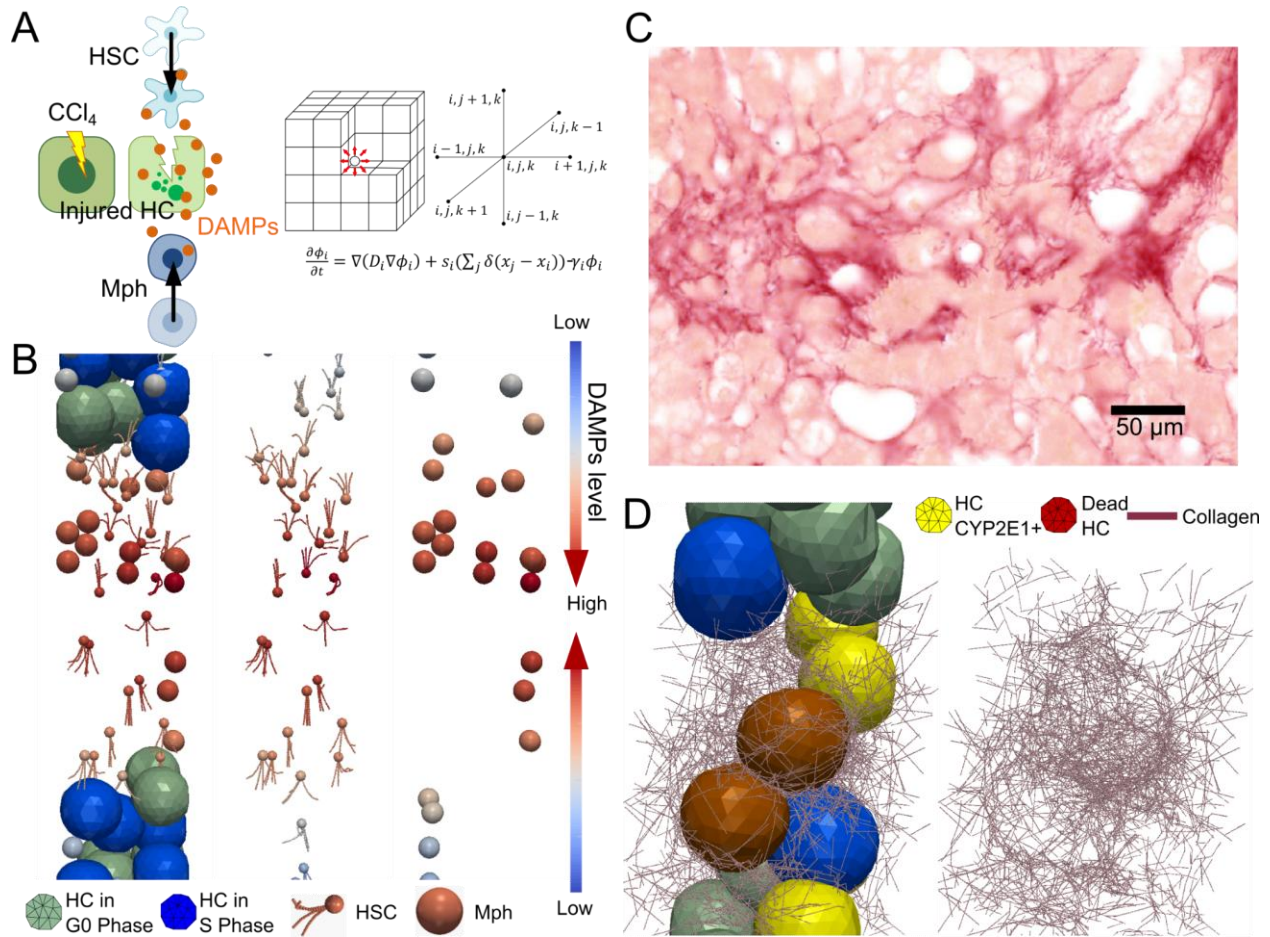 A
HSC
CCl4
Injured HC
DAMPs
Mph
i, j + 1, k
i, j, k − 1
i − 1, j, k
i, j, k
i + 1, j, k
i, j, k + 1
i, j − 1, k
∂ϕi/∂t = ∇(Di∇ϕi) + si(∑j δ(xj − xi))-γiϕi
B
Low
DAMPs level
High
Low
HC in
G0 Phase
HC in
S Phase
HSC
Mph
C
50 µm
D
HC
CYP2E1+
Dead
HC
Collagen